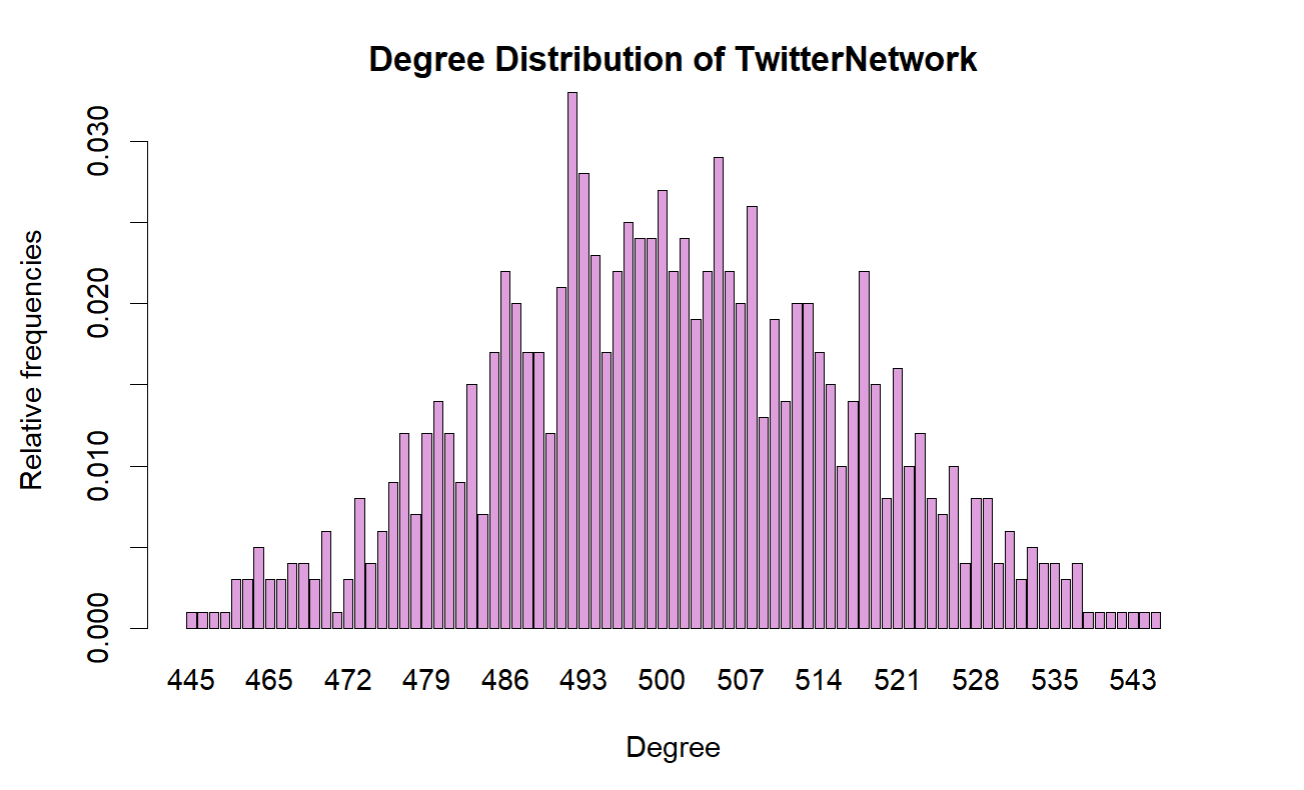 Degree Distribution of TwitterNetwork
Relative frequencies
0.030
0.020
0.010
0.000
445 465 472 479 486 493 500 507 514 521 528 535 543
Degree